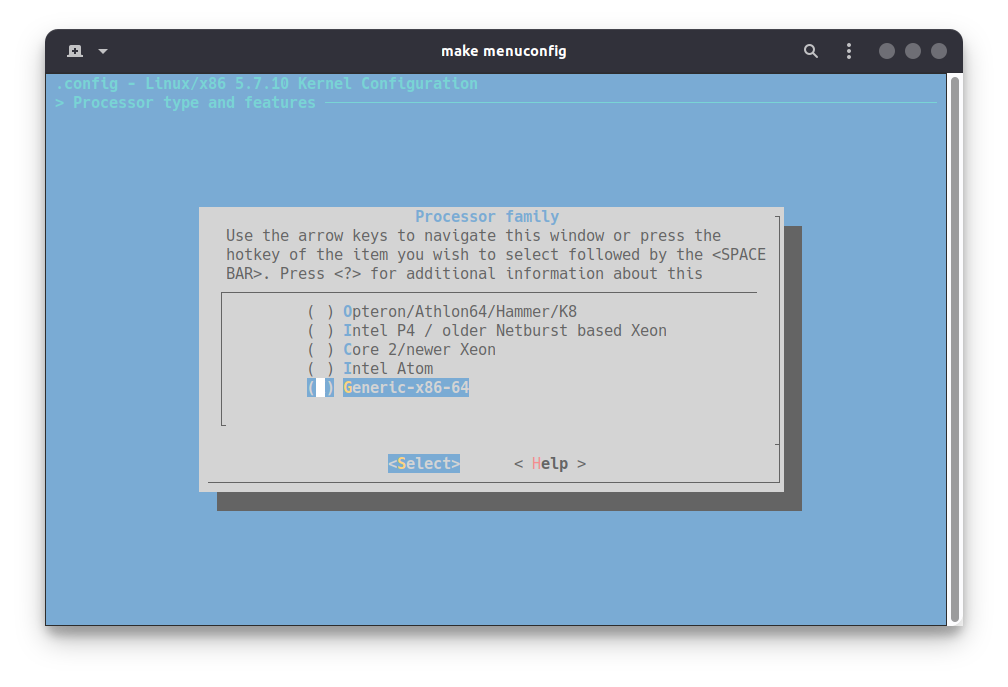 make menuconfig
.config - Linux/x86 5.7.10 Kernel Configuration
> Processor type and features
Processor family
Use the arrow keys to navigate this window or press the
hotkey of the item you wish to select followed by the <SPACE
BAR>. Press <?> for additional information about this
( ) Opteron/Athlon64/Hammer/K8
( ) Intel P4 / older Netburst based Xeon
( ) Core 2/newer Xeon
( ) Intel Atom
( ) Generic-x86-64
<Select> < Help >